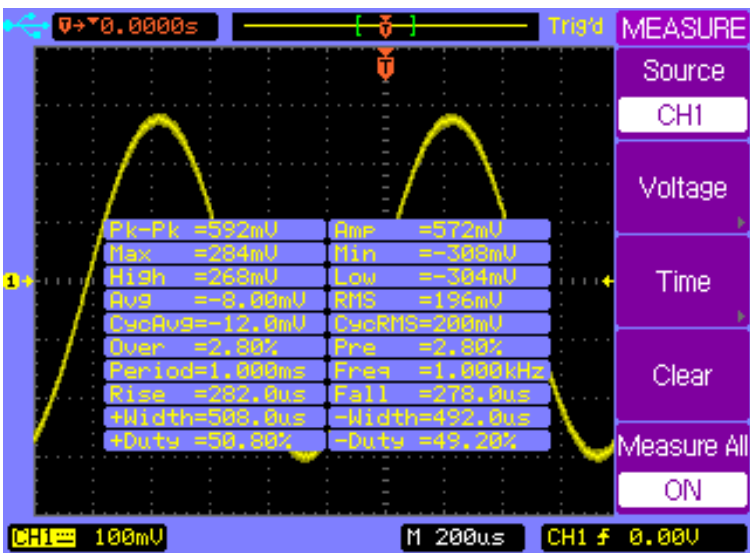 0.0000s T Trig'd MEASURE
T
Source
CH1
Voltage
Pk-Pk =592mV Amp =572mV
Max =284mV Min =-308mV
High =268mV Low =-304mV
Avg =-8.00mV RMS =196mV
CycAvg=-12.0mV CycRMS=200mV
Over =2.80% Pre =2.80%
Period=1.000ms Freq =1.000kHz
Rise =282.0us Fall =278.0us
+Width=508.0us -Width=492.0us
+Duty =50.80% -Duty =49.20%
1
Time
Clear
Measure All
ON
CH1 100mV M 200us CH1 0.00V